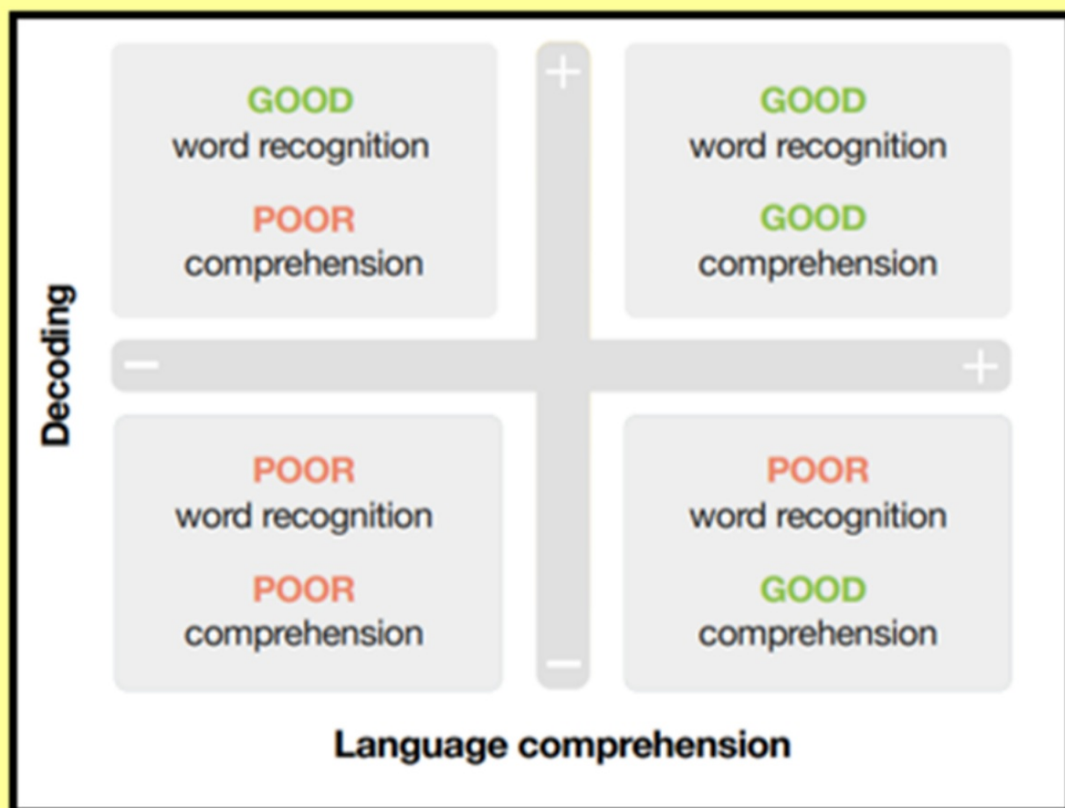 GOOD
word recognition
POOR
comprehension
+
GOOD
word recognition
GOOD
comprehension
Decoding
−
+
POOR
word recognition
POOR
comprehension
−
POOR
word recognition
GOOD
comprehension
Language comprehension